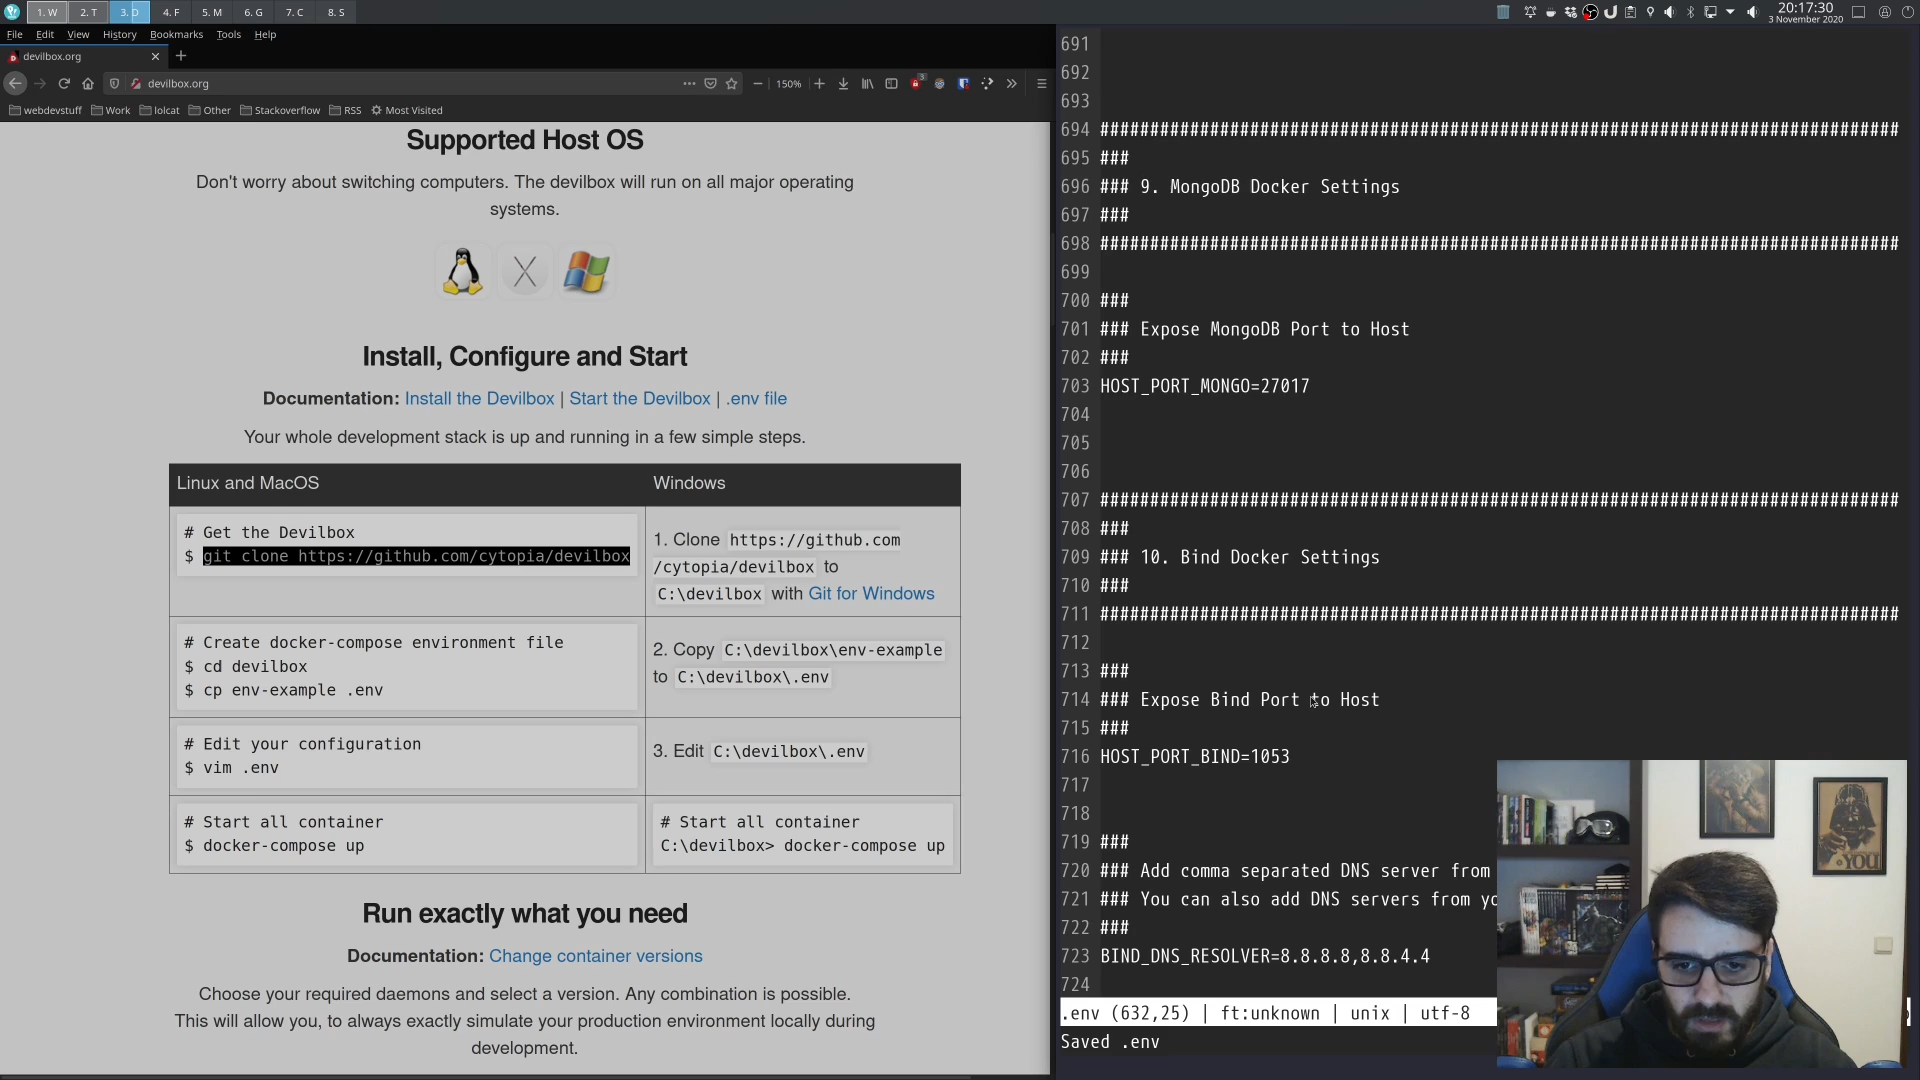 1. W
2. T
3. D
4. F
5. M
6. G
7. C
8. S
20:17:30
3 November 2020
File Edit View History Bookmarks Tools Help
devilbox.org
devilbox.org
150%
3
webdevstuff Work lolcat Other Stackoverflow RSS Most Visited
Supported Host OS
Don't worry about switching computers. The devilbox will run on all major operating
systems.
Install, Configure and Start
Documentation: Install the Devilbox | Start the Devilbox | .env file
Your whole development stack is up and running in a few simple steps.
Linux and MacOS
Windows
# Get the Devilbox
$ git clone https://github.com/cytopia/devilbox
1. Clone https://github.com
/cytopia/devilbox to
C:\devilbox with Git for Windows
# Create docker-compose environment file
$ cd devilbox
$ cp env-example .env
2. Copy C:\devilbox\env-example
to C:\devilbox\.env
# Edit your configuration
$ vim .env
3. Edit C:\devilbox\.env
# Start all container
$ docker-compose up
# Start all container
C:\devilbox> docker-compose up
Run exactly what you need
Documentation: Change container versions
Choose your required daemons and select a version. Any combination is possible.
This will allow you, to always exactly simulate your production environment locally during
development.
691
692
693
694 ################################################################################
695 ###
696 ### 9. MongoDB Docker Settings
697 ###
698 ################################################################################
699
700 ###
701 ### Expose MongoDB Port to Host
702 ###
703 HOST_PORT_MONGO=27017
704
705
706
707 ################################################################################
708 ###
709 ### 10. Bind Docker Settings
710 ###
711 ################################################################################
712
713 ###
714 ### Expose Bind Port to Host
715 ###
716 HOST_PORT_BIND=1053
717
718
719 ###
720 ### Add comma separated DNS server from
721 ### You can also add DNS servers from yo
722 ###
723 BIND_DNS_RESOLVER=8.8.8.8,8.8.4.4
724
.env (632,25) | ft:unknown | unix | utf-8
Saved .env
YOU